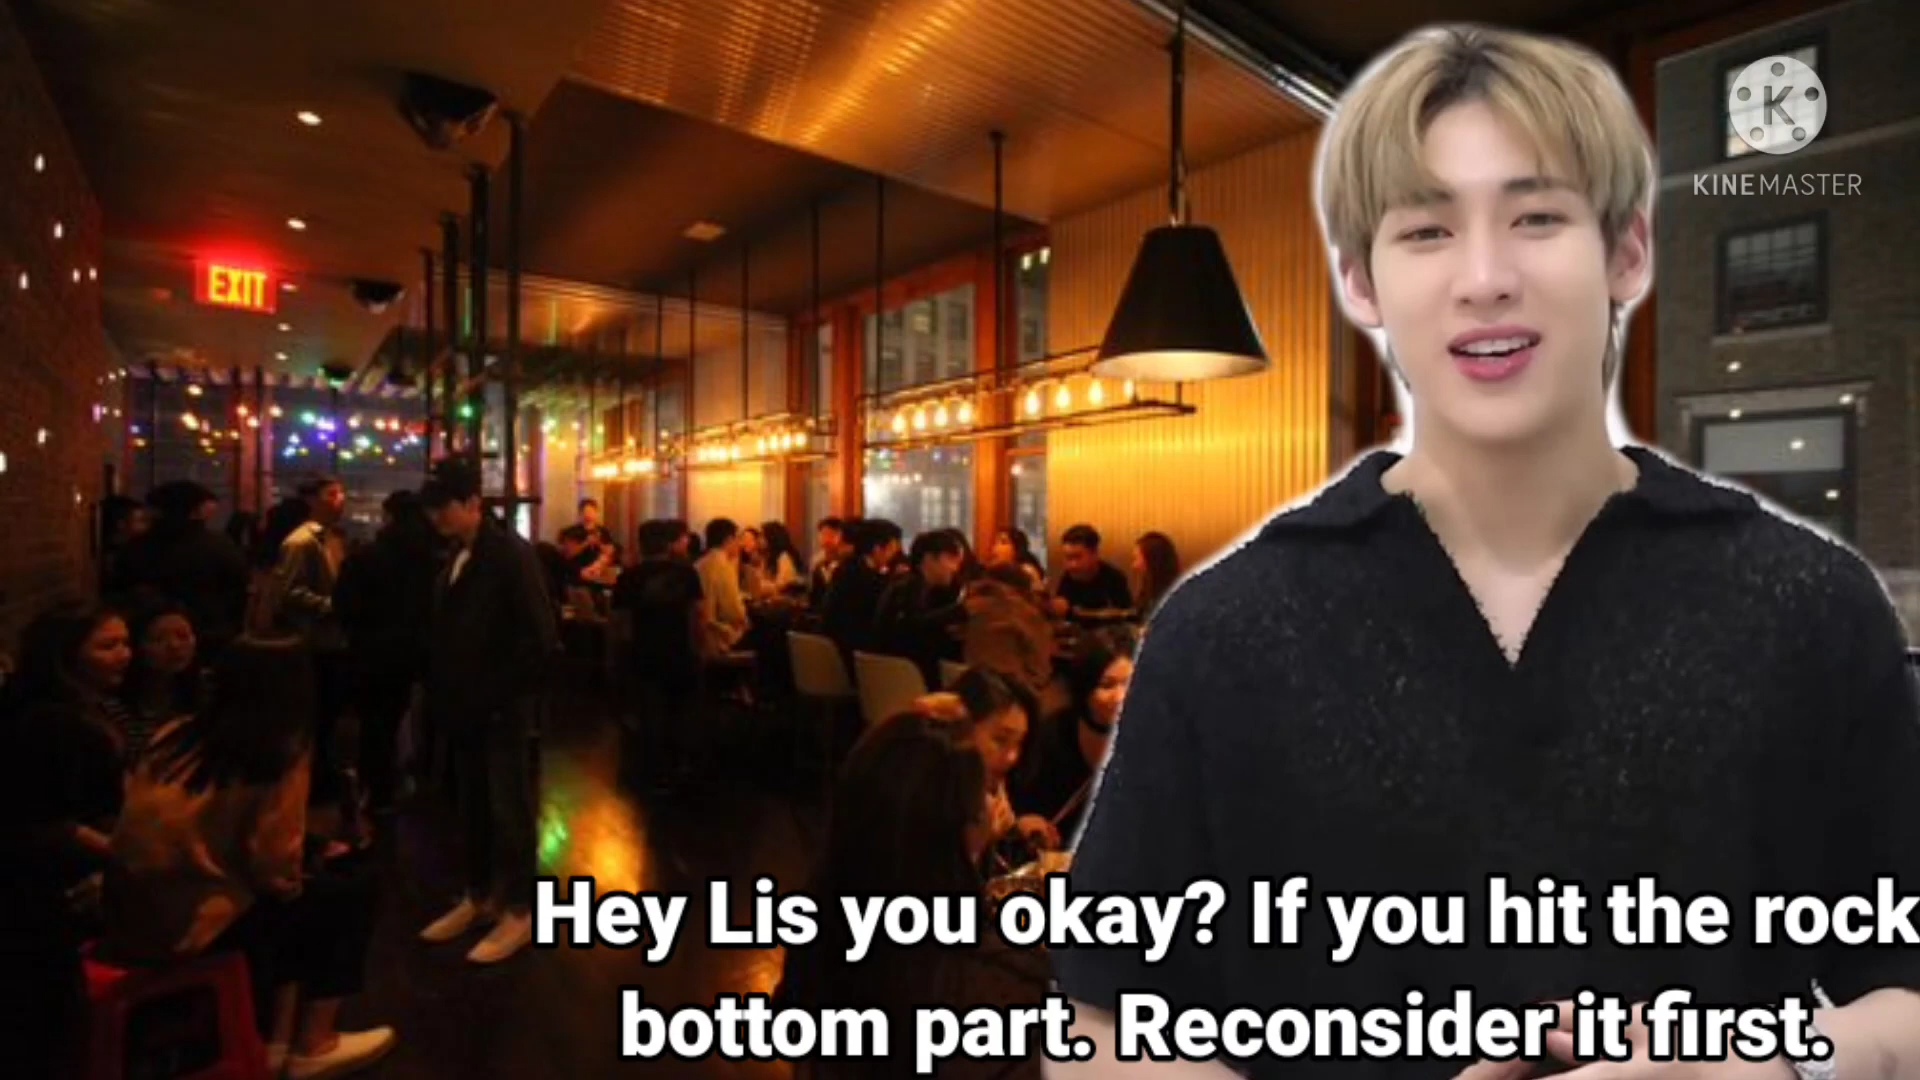 K
KINEMASTER
EXIT
Hey Lis you okay? If you hit the rock
bottom part. Reconsider it first.